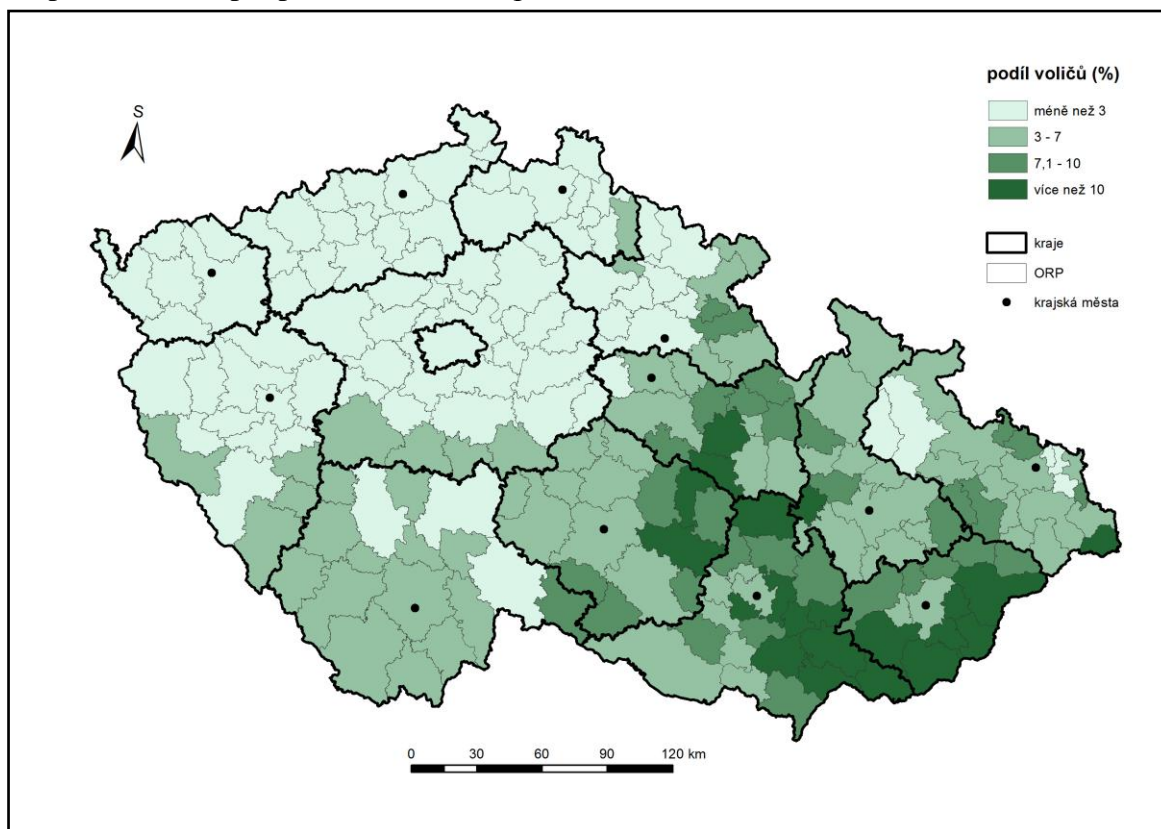 podíl voličů (%)
méně než 3
3 - 7
7,1 - 10
více než 10
kraje
ORP
krajská města
S
0 30 60 90 120 km